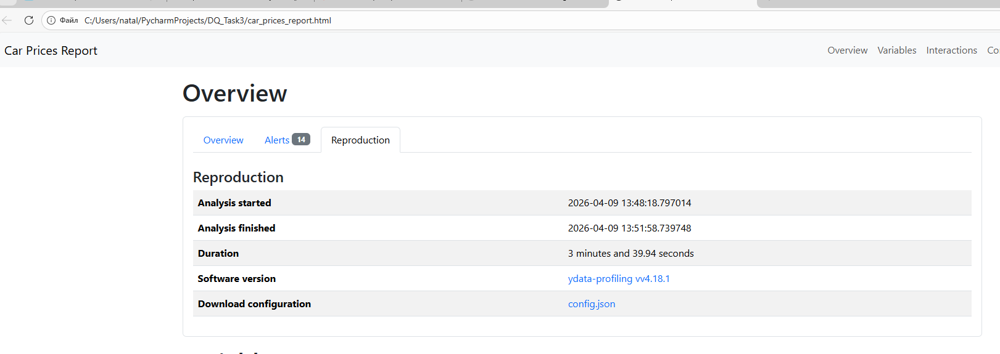 Файл C:/Users/natal/PycharmProjects/DQ_Task3/car_prices_report.html
Car Prices Report
Overview Variables Interactions Co
Overview
Overview Alerts 14 Reproduction
Reproduction
Analysis started 2026-04-09 13:48:18.797014
Analysis finished 2026-04-09 13:51:58.739748
Duration 3 minutes and 39.94 seconds
Software version ydata-profiling vv4.18.1
Download configuration config.json